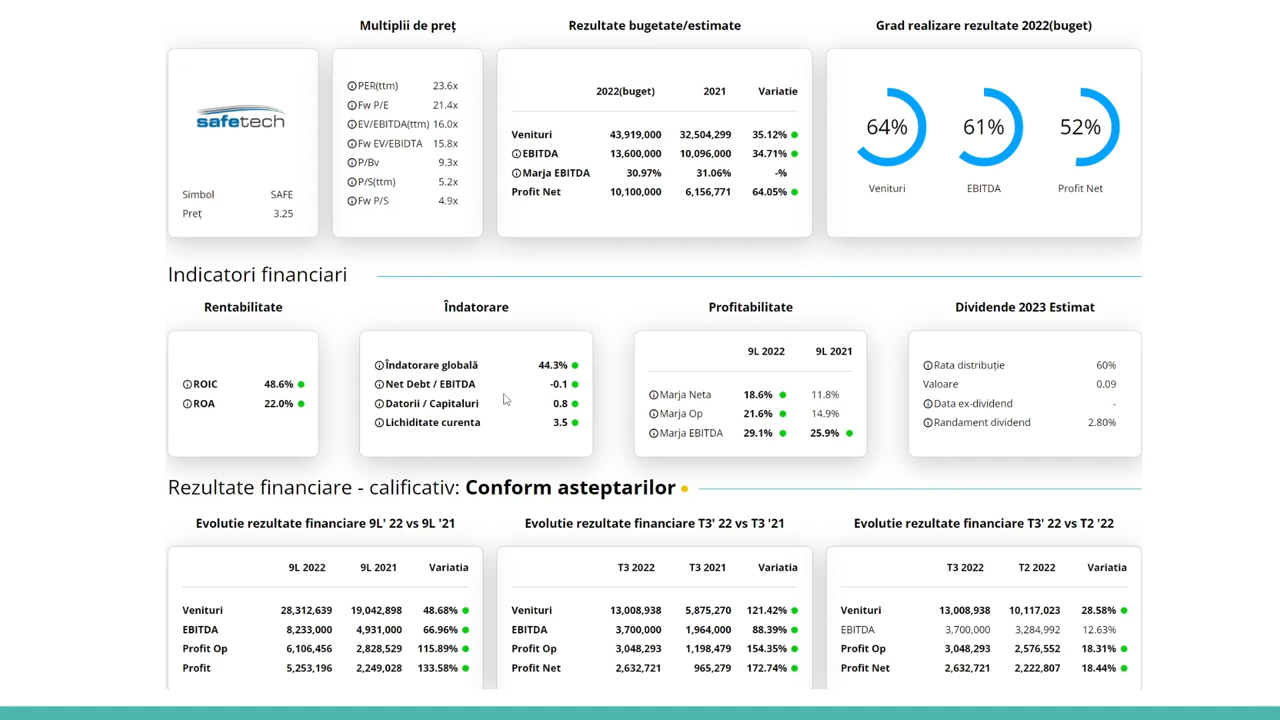 Multiplii de preț
Rezultate bugetate/estimate
Grad realizare rezultate 2022(buget)
safetech
Simbol SAFE
Preț 3.25
PER(ttm) 23.6x
Fw P/E 21.4x
EV/EBITDA(ttm) 16.0x
Fw EV/EBIDTA 15.8x
P/Bv 9.3x
P/S(ttm) 5.2x
Fw P/S 4.9x
2022(buget) 2021 Variatie
Venituri 43,919,000 32,504,299 35.12%
EBITDA 13,600,000 10,096,000 34.71%
Marja EBITDA 30.97% 31.06% -%
Profit Net 10,100,000 6,156,771 64.05%
64% 61% 52%
Venituri EBITDA Profit Net
Indicatori financiari
Rentabilitate
Îndatorare
Profitabilitate
Dividende 2023 Estimat
ROIC 48.6%
ROA 22.0%
Îndatorare globală 44.3%
Net Debt / EBITDA -0.1
Datorii / Capitaluri 0.8
Lichiditate curenta 3.5
9L 2022 9L 2021
Marja Neta 18.6% 11.8%
Marja Op 21.6% 14.9%
Marja EBITDA 29.1% 25.9%
Rata distribuție 60%
Valoare 0.09
Data ex-dividend -
Randament dividend 2.80%
Rezultate financiare - calificativ: Conform asteptarilor
Evolutie rezultate financiare 9L' 22 vs 9L '21
Evolutie rezultate financiare T3' 22 vs T3 '21
Evolutie rezultate financiare T3' 22 vs T2 '22
9L 2022 9L 2021 Variatia
Venituri 28,312,639 19,042,898 48.68%
EBITDA 8,233,000 4,931,000 66.96%
Profit Op 6,106,456 2,828,529 115.89%
Profit 5,253,196 2,249,028 133.58%
T3 2022 T3 2021 Variatia
Venituri 13,008,938 5,875,270 121.42%
EBITDA 3,700,000 1,964,000 88.39%
Profit Op 3,048,293 1,198,479 154.35%
Profit Net 2,632,721 965,279 172.74%
T3 2022 T2 2022 Variatia
Venituri 13,008,938 10,117,023 28.58%
EBITDA 3,700,000 3,284,992 12.63%
Profit Op 3,048,293 2,576,552 18.31%
Profit Net 2,632,721 2,222,807 18.44%